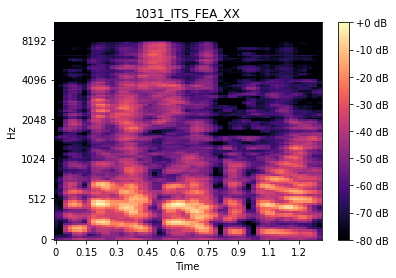 1031_ITS_FEA_XX
+0 dB
8192
-10 dB
4096
-20 dB
-30 dB
2048
Hz
-40 dB
1024
-50 dB
512
-60 dB
-70 dB
0
-80 dB
0 0.15 0.3 0.45 0.6 0.75 0.9 1.1 1.2
Time